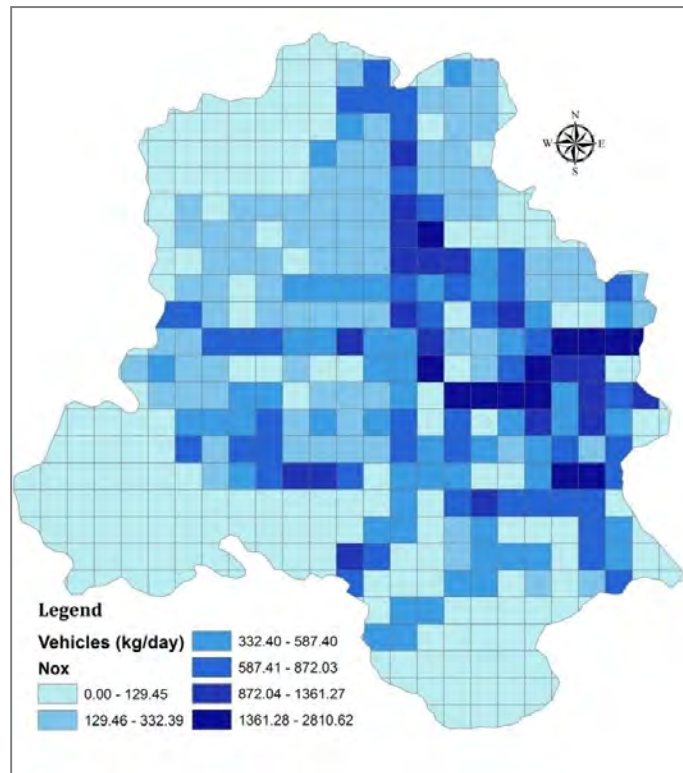 N
W E
S
Legend
Vehicles (kg/day)
Nox
0.00 - 129.45
129.46 - 332.39
332.40 - 587.40
587.41 - 872.03
872.04 - 1361.27
1361.28 - 2810.62